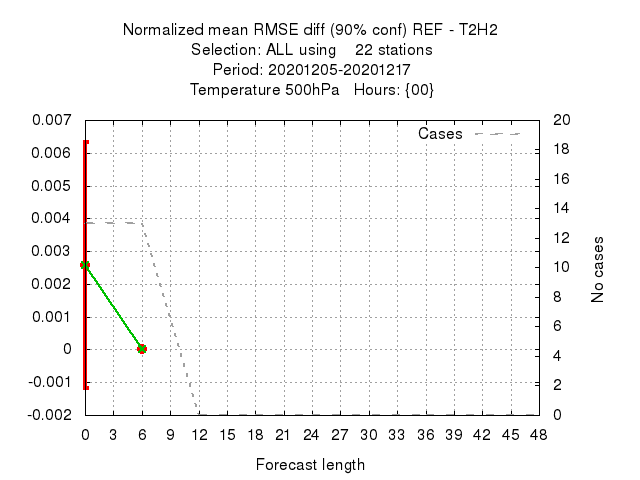 Normalized mean RMSE diff (90% conf) REF - T2H2
Selection: ALL using    22 stations
Period: 20201205-20201217
Temperature 500hPa   Hours: {00}
Cases
0.007
0.006
0.005
0.004
0.003
0.002
0.001
0
-0.001
-0.002
20
18
16
14
12
10
8
6
4
2
0
No cases
0 3 6 9 12 15 18 21 24 27 30 33 36 39 42 45 48
Forecast length